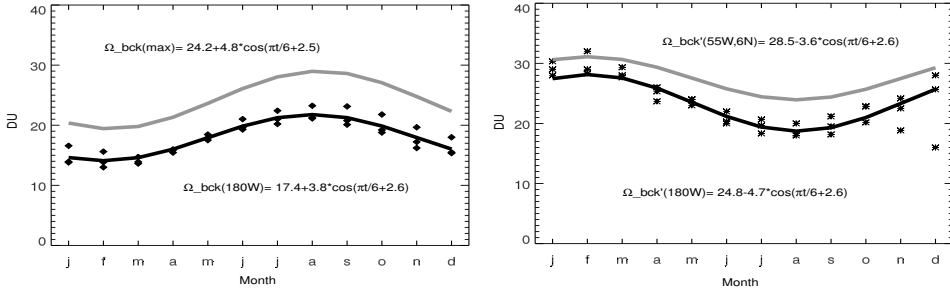 40
30
20
10
0
DU
Ω_bck(max)= 24.2+4.8*cos(πt/6+2.5)
Ω_bck(180W)= 17.4+3.8*cos(πt/6+2.6)
j f m a m j j a s o n d
Month
40
30
20
10
0
DU
Ω_bck'(55W,6N)= 28.5-3.6*cos(πt/6+2.6)
Ω_bck'(180W)= 24.8-4.7*cos(πt/6+2.6)
j f m a m j j a s o n d
Month